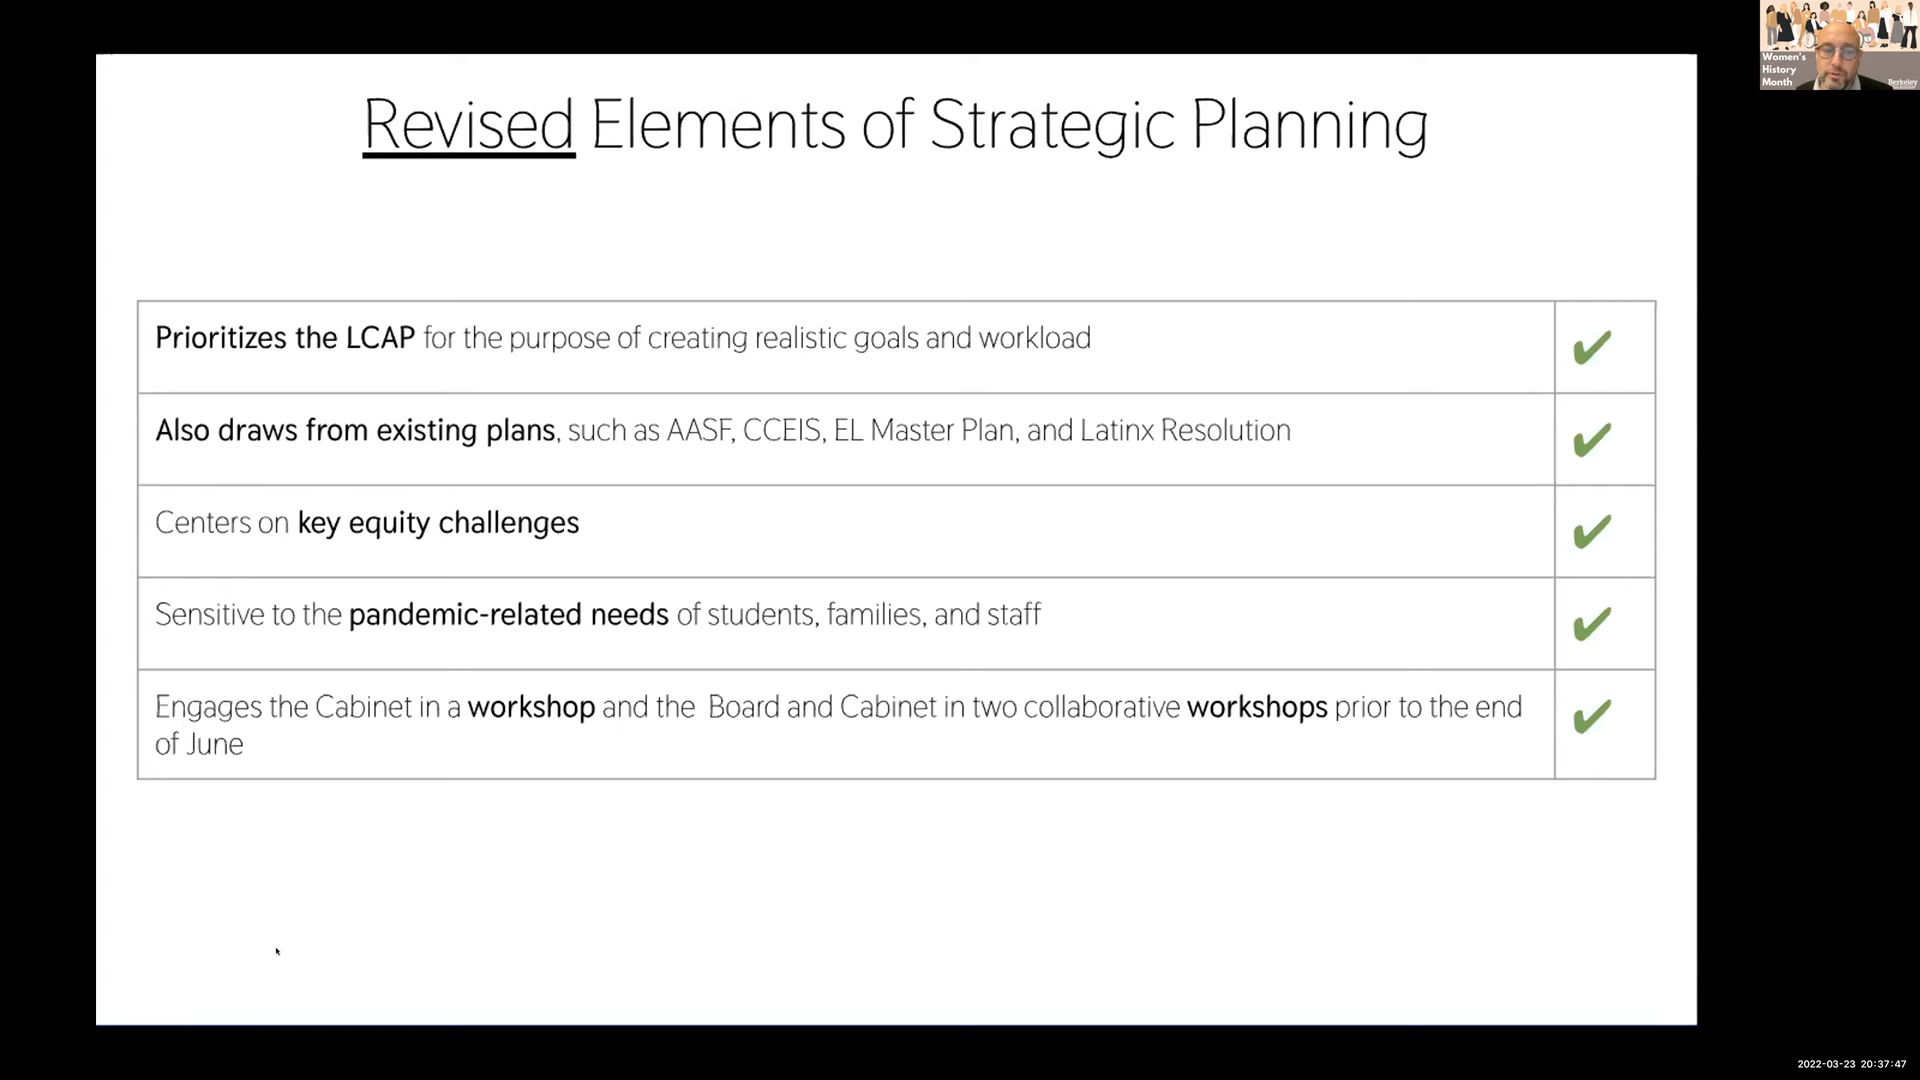 Revised Elements of Strategic Planning
Prioritizes the LCAP for the purpose of creating realistic goals and workload
Also draws from existing plans, such as AASF, CCEIS, EL Master Plan, and Latinx Resolution
Centers on key equity challenges
Sensitive to the pandemic-related needs of students, families, and staff
Engages the Cabinet in a workshop and the Board and Cabinet in two collaborative workshops prior to the end
of June
Women's
History
Month
Berkeley
2022-03-23 20:37:47